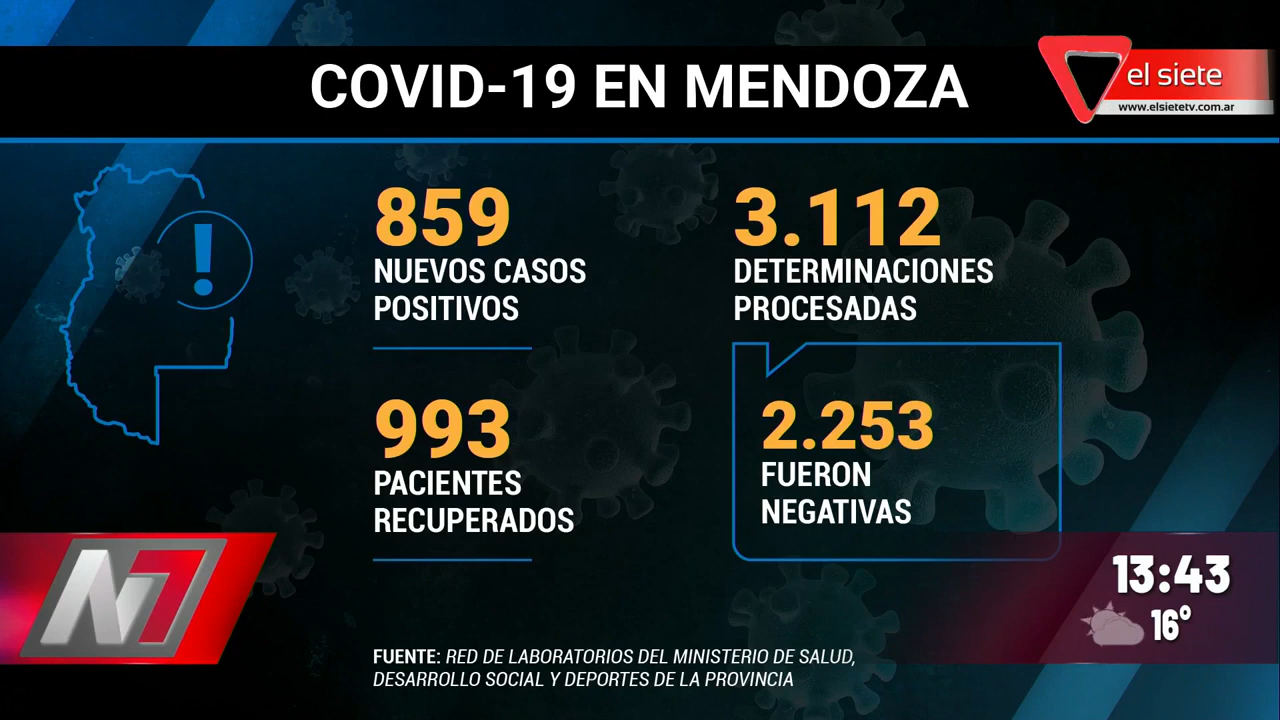 COVID-19 EN MENDOZA
el siete
www.elsietetv.com.ar
859
NUEVOS CASOS
POSITIVOS
3.112
DETERMINACIONES
PROCESADAS
993
PACIENTES
RECUPERADOS
2.253
FUERON
NEGATIVAS
N7
13:43
16°
FUENTE: RED DE LABORATORIOS DEL MINISTERIO DE SALUD,
DESARROLLO SOCIAL Y DEPORTES DE LA PROVINCIA